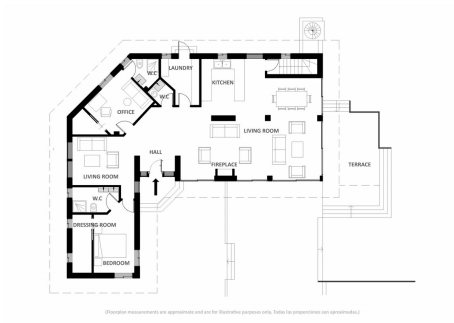 W.C
LAUNDRY
KITCHEN
W.C
OFFICE
LIVING ROOM
HALL
FIREPLACE
TERRACE
LIVING ROOM
W.C
DRESSING ROOM
BEDROOM
(Floorplan measurements are approximate and are for illustrative purposes only. Todas las proporciones son aproximadas.)